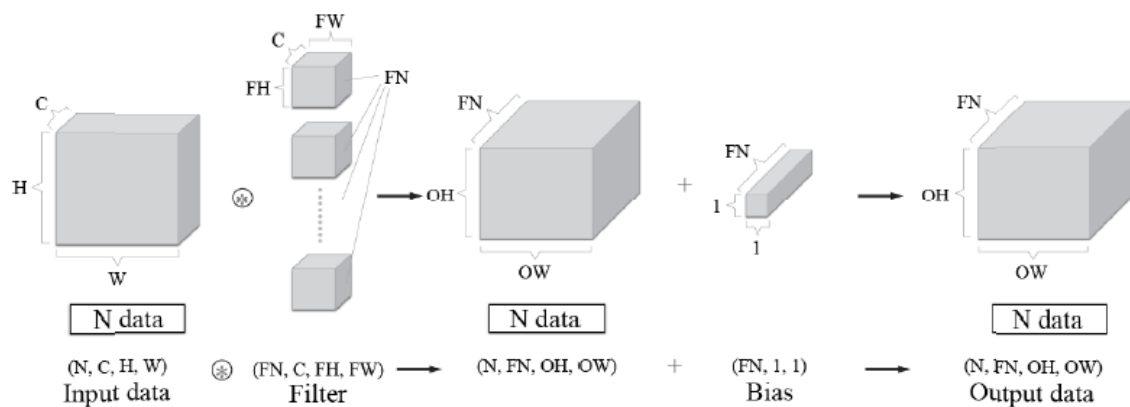 FW
C
FH
FN
C
H
W
FN
OH
OW
+
FN
1
1
FN
OH
OW
N data
N data
N data
(N, C, H, W) ⊛ (FN, C, FH, FW) → (N, FN, OH, OW) + (FN, 1, 1) → (N, FN, OH, OW)
Input data Filter Bias Output data